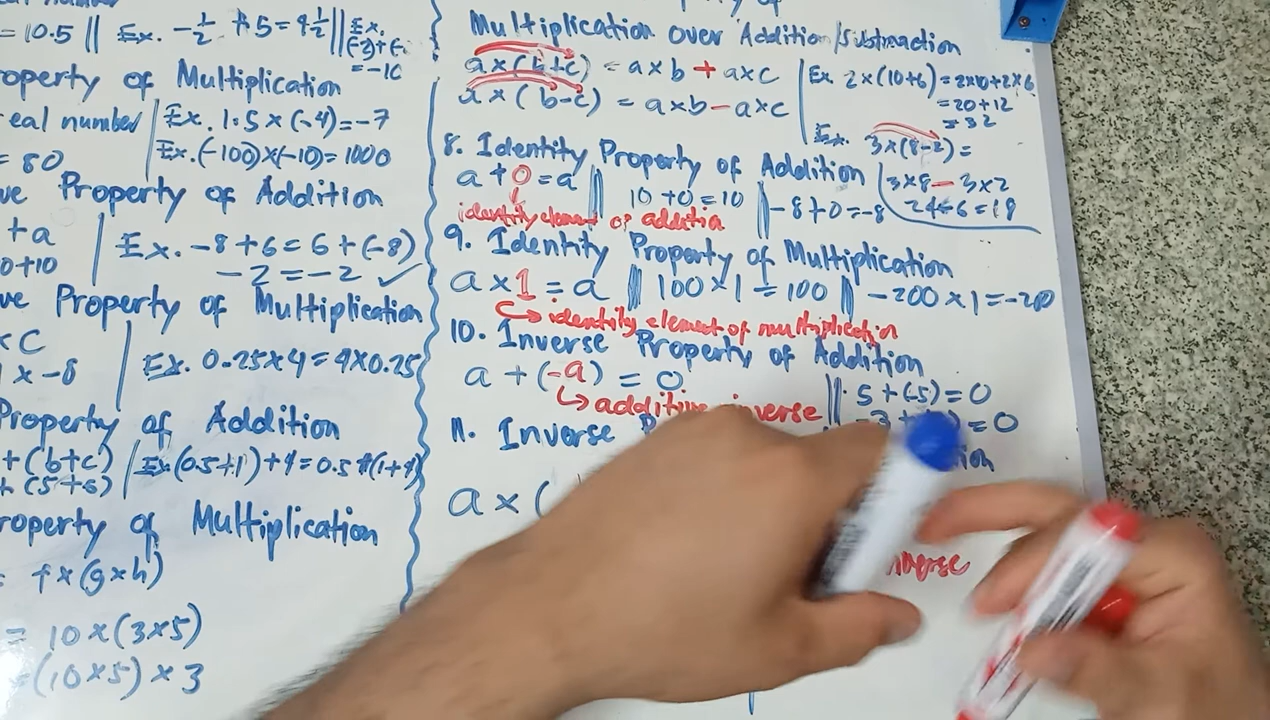 = 10.5 || Ex. -1/2 + 5 = 4 1/2 || Ex.
= -10
operty of Multiplication
eal number | Ex. 1.5 × (-4) = -7
= 80 | Ex. (-100) × (-10) = 1000
ve Property of Addition
+ a | Ex. -8 + 6 = 6 + (-8)
0 + 10 | -2 = -2 ✓
ve Property of Multiplication
× C | Ex. 0.25 × 4 = 4 × 0.25
× -8
Property of Addition
+ (b + c) | Ex. (0.5 + 1) + 4 = 0.5 + (1 + 4)
+ (5 + 6)
roperty of Multiplication
= f × (g × h)
= 10 × (3 × 5)
= (10 × 5) × 3
Multiplication over Addition/Subtraction
a × (b + c) = a × b + a × c | Ex. 2 × (10 + 6) = 2 × 10 + 2 × 6
= 20 + 12
= 32
a × (b - c) = a × b - a × c
Ex. 3 × (8 - 2) =
3 × 8 - 3 × 2
24 - 6 = 18
8. Identity Property of Addition
a + 0 = a || 10 + 0 = 10 | -8 + 0 = -8
identity element of additin
9. Identity Property of Multiplication
a × 1 = a || 100 × 1 = 100 || -200 × 1 = -200
identity element of multiplication
10. Inverse Property of Addition
a + (-a) = 0 || 5 + (-5) = 0
additive inverse || = 0
11. Inverse
a × (